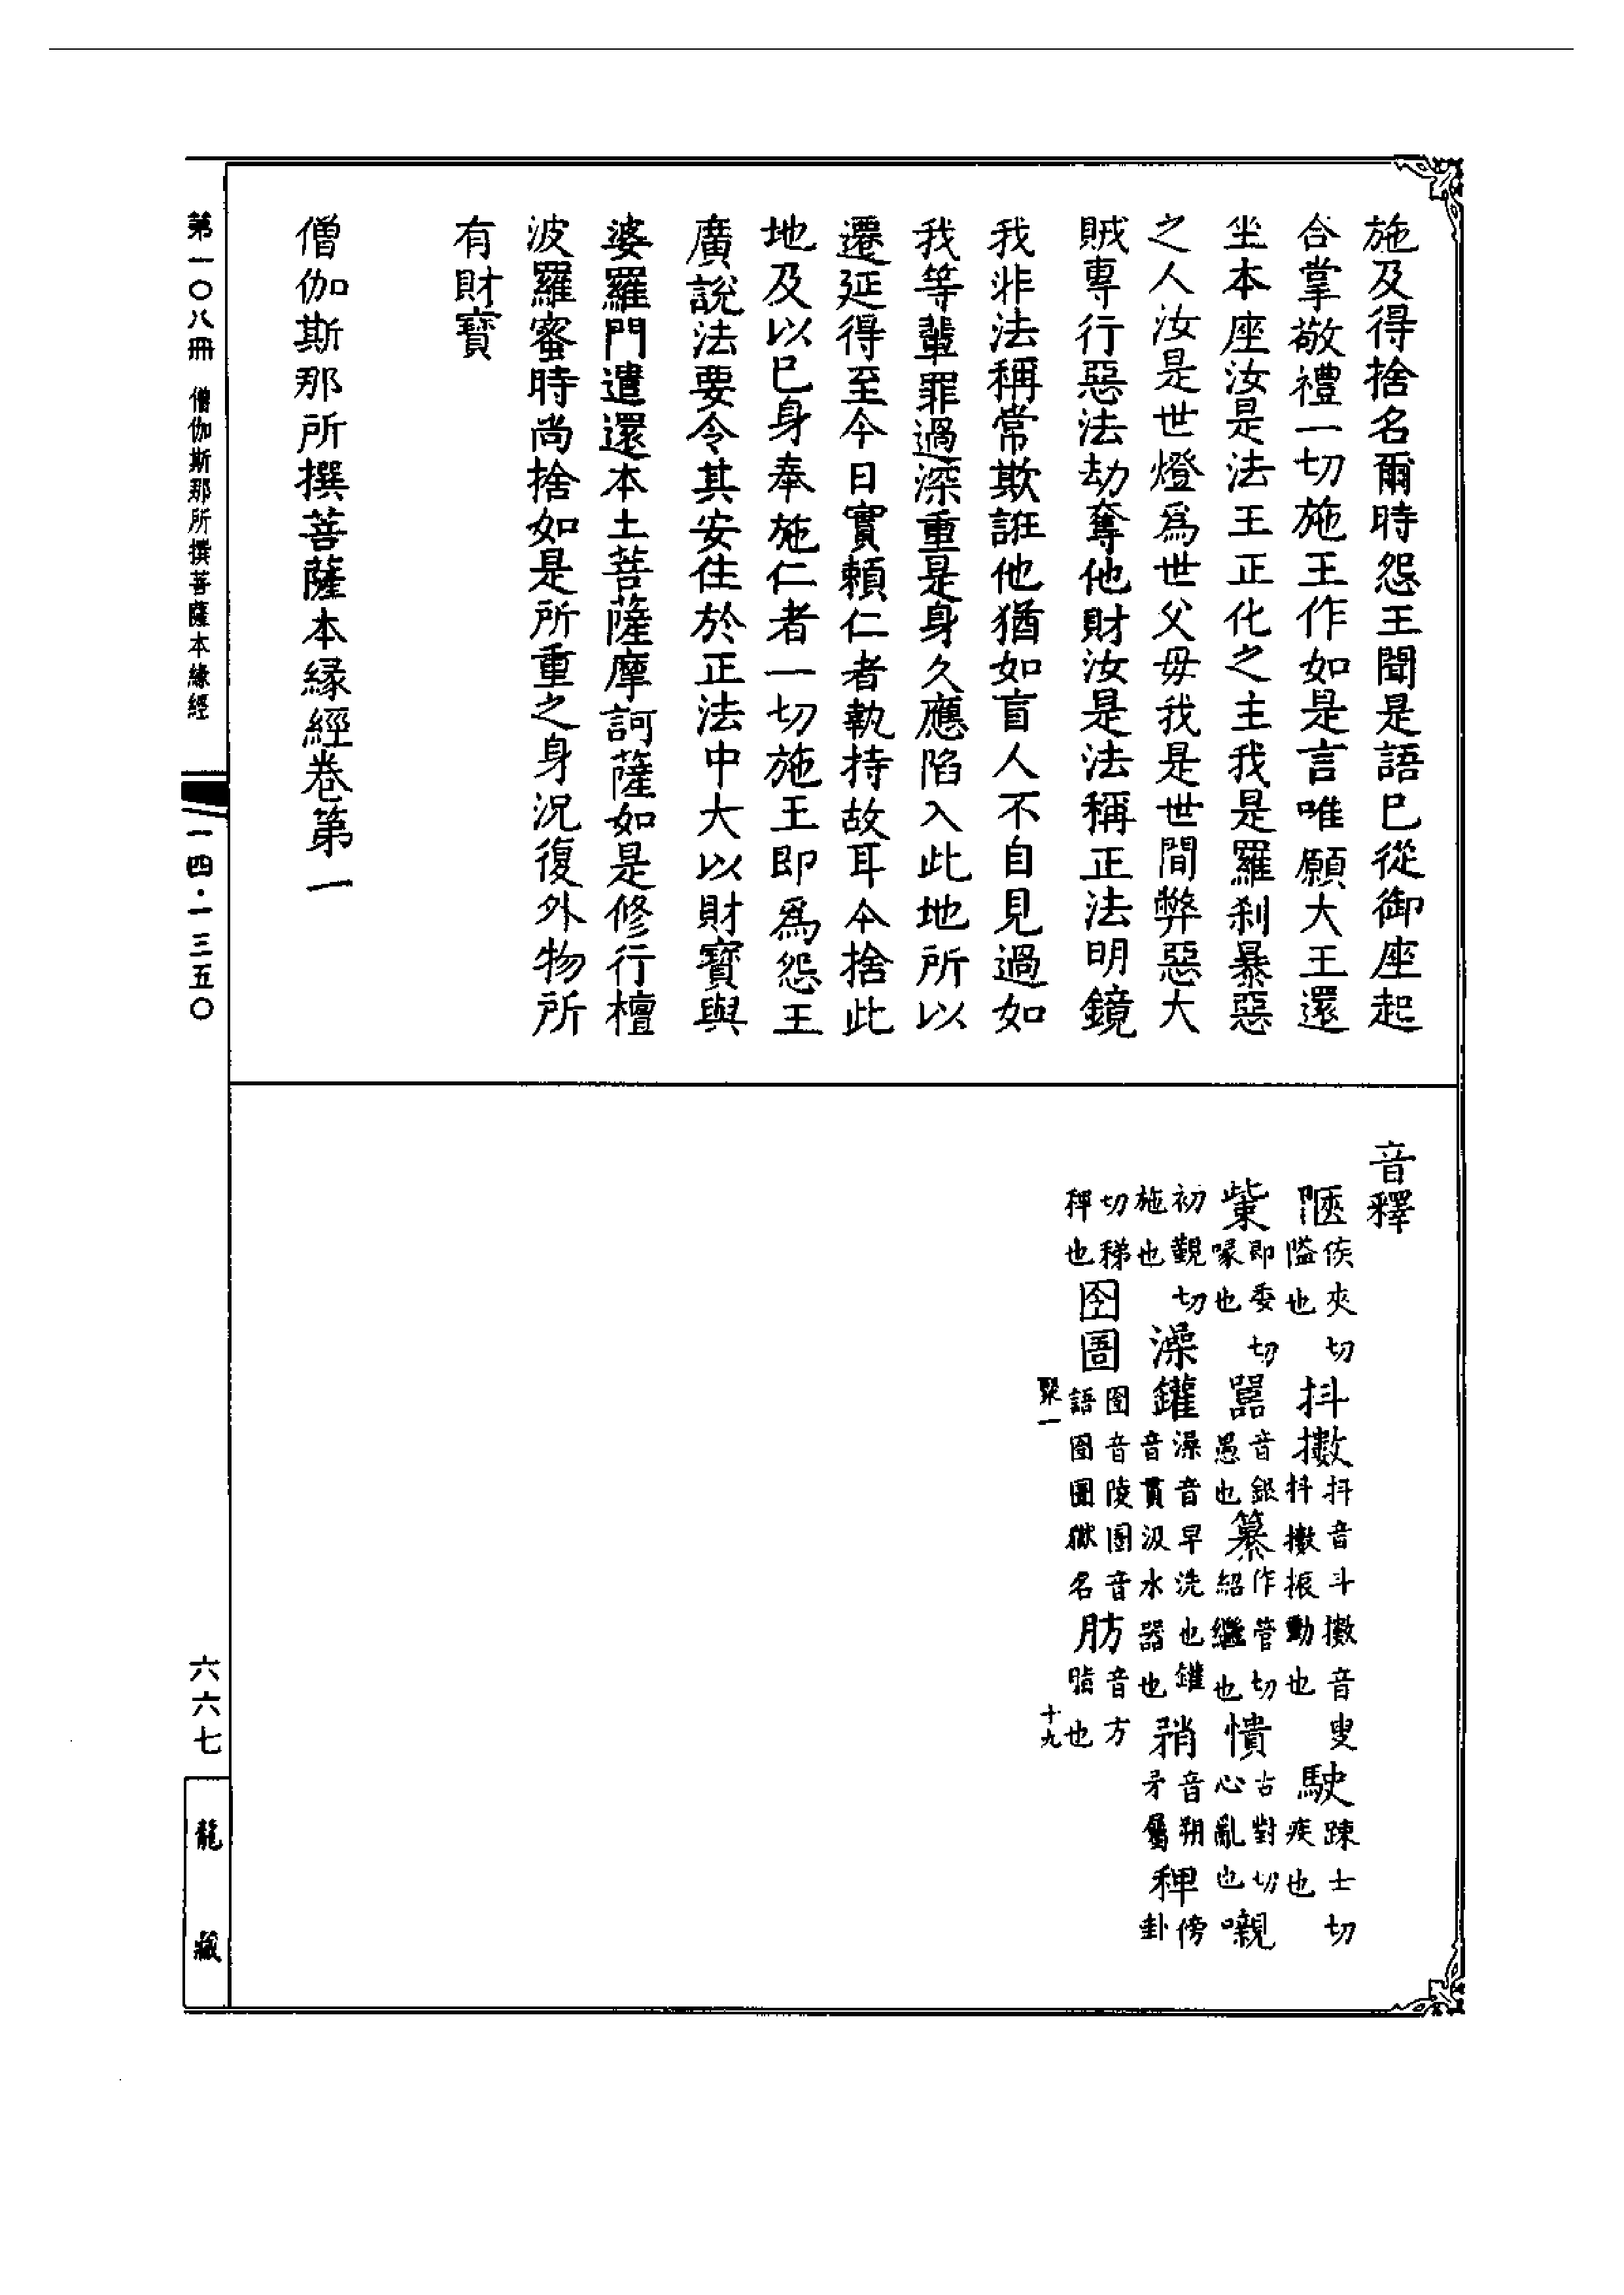 施及得捨名爾時怨王聞是語已從御座起
合掌敬禮一切施王作如是言唯願大王還
坐本座汝是法王正化之主我是羅剎暴惡
之人汝是世燈為世父母我是世間弊惡大
賊專行惡法劫奪他財汝是法稱正法明鏡
我非法稱常欺誑他猶如盲人不自見過如
我等輩罪過深重是身久應陷入此地所以
遷延得至今日實賴仁者執持故耳今捨此
地及以已身奉施仁者一切施王即為怨王
廣說法要令其安住於正法中大以財寶與
婆羅門遣還本土菩薩摩訶薩如是修行檀
波羅蜜時尚捨如是所重之身況復外物所
有財寶
僧伽斯那所撰菩薩本緣經卷第一
音釋
陿侯夾切隘也 抖擻抖音斗擻音叟抖擻振動也 駛踈士切疾也
㭰即委切喙也 嚚音銀愚也 纂作管切紹繼也 憒古對切心亂也 嚫
初覲切施也 澡鑵澡音早洗也鑵音貫汲水器也 矟音朔矛屬 稗傍卦
切稊稗也 囹圄囹音陵圄音語囹圄獄名 肪音方脂也
聚一 十九
第一〇八冊 僧伽斯那所撰菩薩本緣經
一四·一三五〇
六六七
龍藏